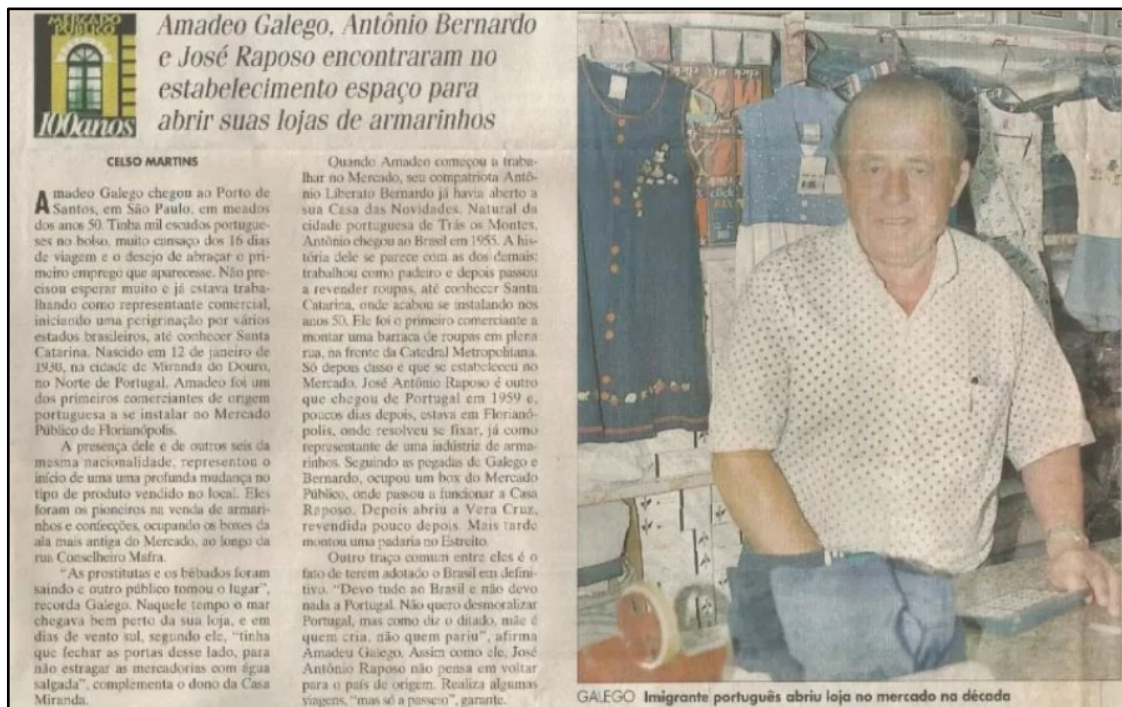 MERCADO
PÚBLICO
100anos
Amadeo Galego, Antônio Bernardo
e José Raposo encontraram no
estabelecimento espaço para
abrir suas lojas de armarinhos
CELSO MARTINS
Amadeo Galego chegou ao Porto de
Santos, em São Paulo, em meados
dos anos 50. Tinha mil escudos portugue-
ses no bolso, muito cansaço dos 16 dias
de viagem e o desejo de abraçar o pri-
meiro emprego que aparecesse. Não pre-
cisou esperar muito e já estava traba-
lhando como representante comercial,
iniciando uma perigrinação por vários
estados brasileiros, até conhecer Santa
Catarina. Nascido em 12 de janeiro de
1930, na cidade de Miranda do Douro,
no Norte de Portugal, Amadeo foi um
dos primeiros comerciantes de origem
portuguesa a se instalar no Mercado
Público de Florianópolis.
A presença dele e de outros seis da
mesma nacionalidade, representou o
início de uma uma profunda mudança no
tipo de produto vendido no local. Eles
foram os pioneiros na venda de armari-
nhos e confecções, ocupando os boxes da
ala mais antiga do Mercado, ao longo da
rua Conselheiro Mafra.
"As prostitutas e os bêbados foram
saindo e outro público tomou o lugar",
recorda Galego. Naquele tempo o mar
chegava bem perto da sua loja, e em
dias de vento sul, segundo ele, "tinha
que fechar as portas desse lado, para
não estragar as mercadorias com água
salgada", complementa o dono da Casa
Miranda.
Quando Amadeo começou a traba-
lhar no Mercado, seu compatriota Antô-
nio Liberato Bernardo já havia aberto a
sua Casa das Novidades. Natural da
cidade portuguesa de Trás os Montes,
Antônio chegou ao Brasil em 1955. A his-
tória dele se parece com as dos demais:
trabalhou como padeiro e depois passou
a revender roupas, até conhecer Santa
Catarina, onde acabou se instalando nos
anos 50. Ele foi o primeiro comerciante a
montar uma barraca de roupas em plena
rua, na frente da Catedral Metropolitana.
Só depois disso é que se estabeleceu no
Mercado. José Antônio Raposo é outro
que chegou de Portugal em 1959 e,
poucos dias depois, estava em Florianó-
polis, onde resolveu se fixar, já como
representante de uma indústria de arma-
rinhos. Seguindo as pegadas de Galego e
Bernardo, ocupou um box do Mercado
Público, onde passou a funcionar a Casa
Raposo. Depois abriu a Vera Cruz,
revendida pouco depois. Mais tarde
montou uma padaria no Estreito.
Outro traço comum entre eles é o
fato de terem adotado o Brasil em defini-
tivo. "Devo tudo ao Brasil e não devo
nada a Portugal. Não quero desmoralizar
Portugal, mas como diz o ditado, mãe é
quem cria, não quem pariu", afirma
Amadeu Galego. Assim como ele, José
Antônio Raposo não pensa em voltar
para o país de origem. Realiza algumas
viagens, "mas só a passeio", garante.
GALEGO Imigrante português abriu loja no mercado na década